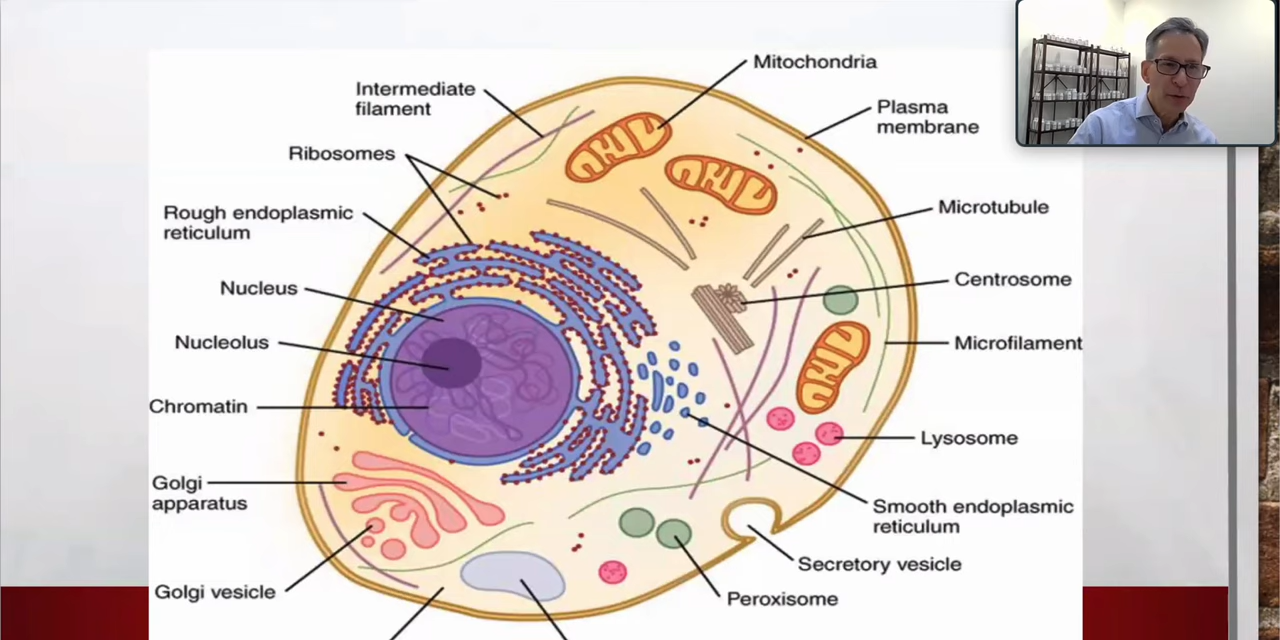 Mitochondria
Intermediate
filament
Plasma
membrane
Ribosomes
Rough endoplasmic
reticulum
Microtubule
Nucleus
Centrosome
Nucleolus
Microfilament
Chromatin
Lysosome
Golgi
apparatus
Smooth endoplasmic
reticulum
Secretory vesicle
Golgi vesicle
Peroxisome